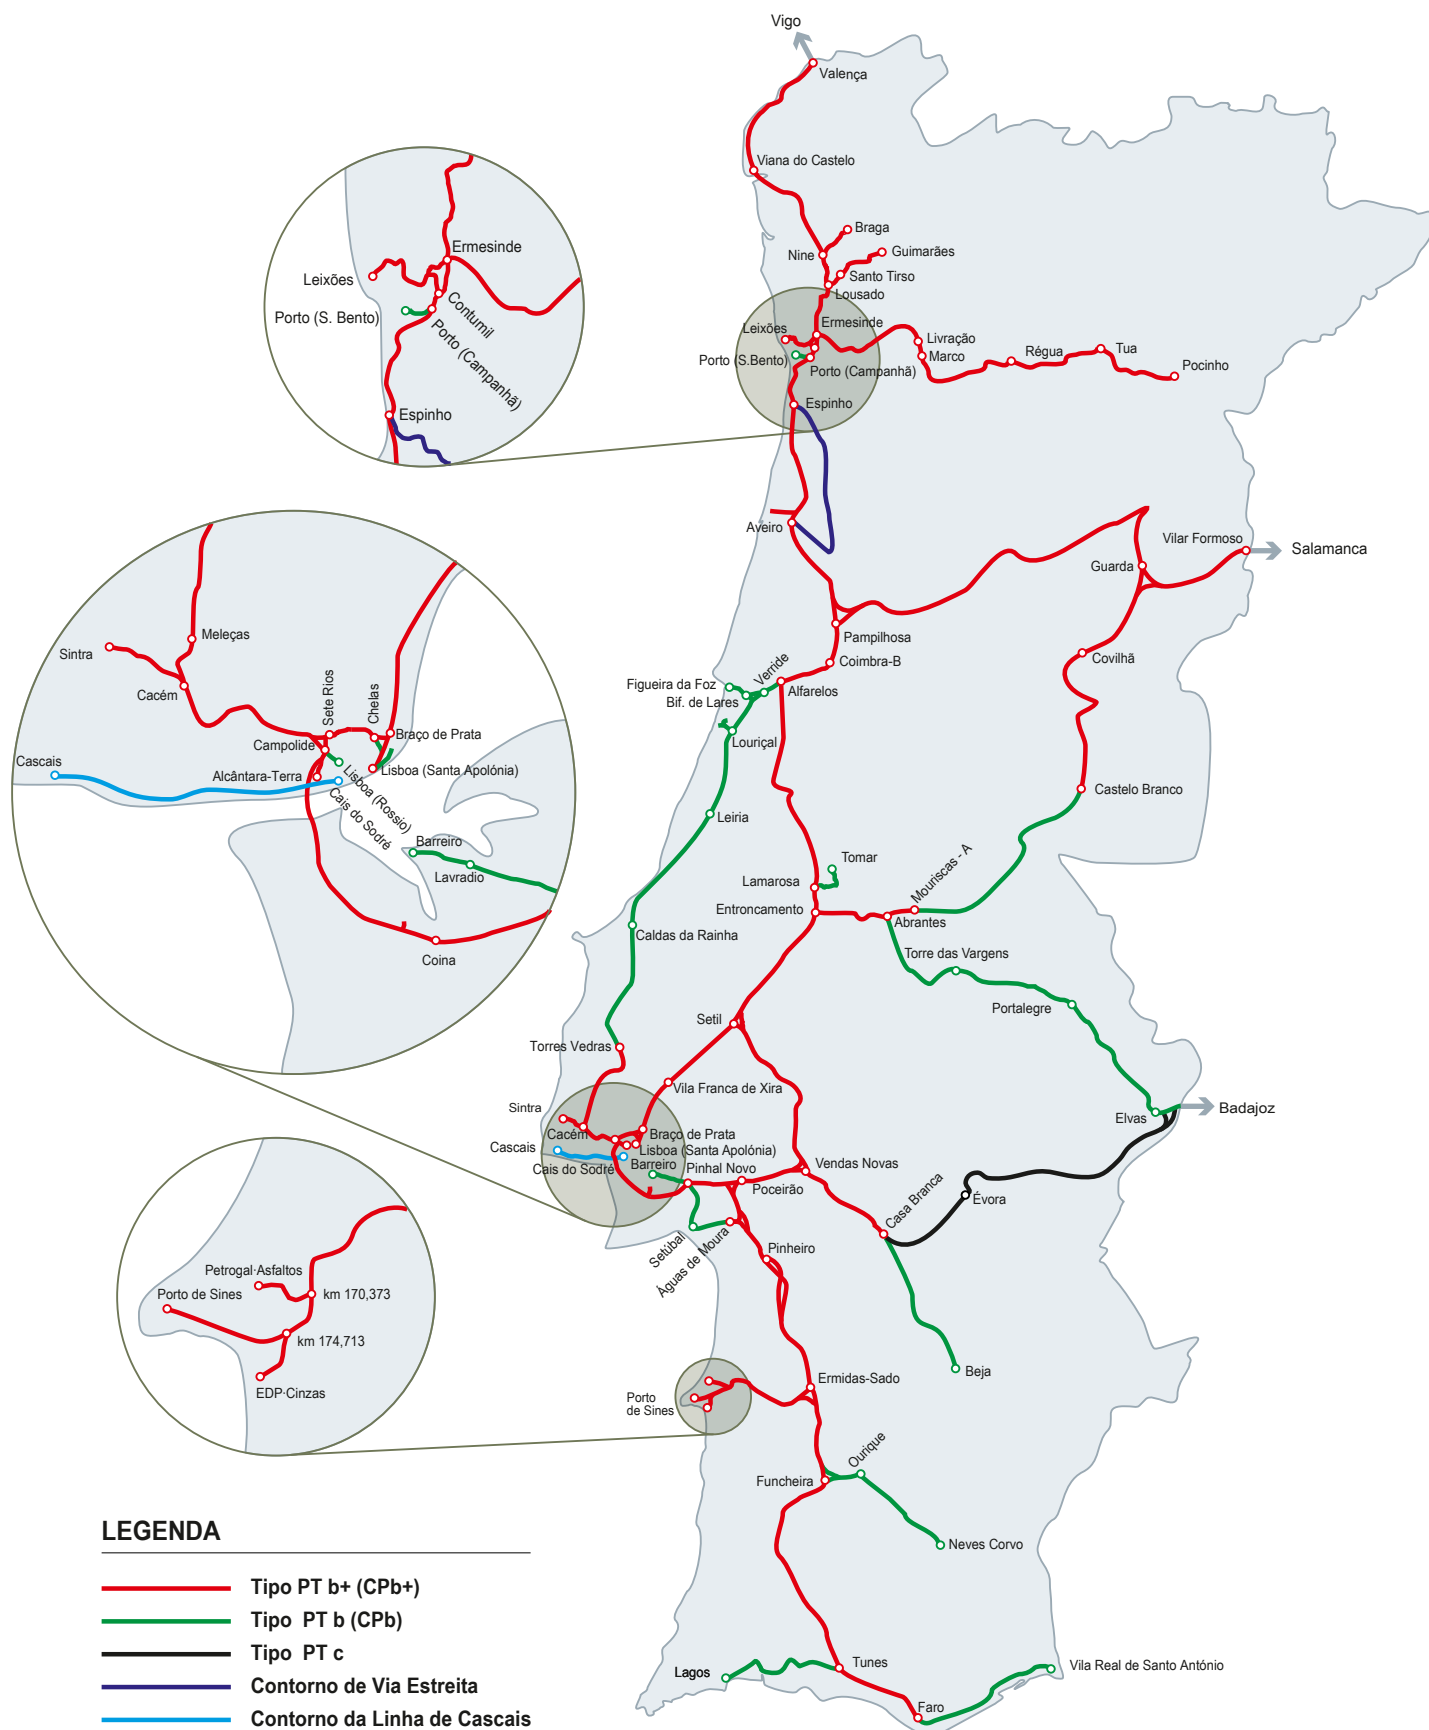 Vigo
Valença
Viana do Castelo
Braga
Nine
Guimarães
Santo Tirso
Lousado
Leixões
Ermesinde
Livração
Marco
Régua
Tua
Pocinho
Porto (S.Bento)
Porto (Campanhã)
Espinho
Ermesinde
Leixões
Contumil
Porto (S. Bento)
Porto (Campanhã)
Espinho
Aveiro
Vilar Formoso
Salamanca
Guarda
Pampilhosa
Coimbra-B
Covilhã
Verride
Figueira da Foz
Bif. de Lares
Alfarelos
Louriçal
Leiria
Castelo Branco
Tomar
Lamarosa
Mouriscas - A
Entroncamento
Abrantes
Caldas da Rainha
Torre das Vargens
Portalegre
Setil
Torres Vedras
Vila Franca de Xira
Elvas
Badajoz
Meleças
Sintra
Cacém
Sete Rios
Chelas
Braço de Prata
Campolide
Cascais
Alcântara-Terra
Lisboa (Rossio)
Lisboa (Santa Apolónia)
Cais do Sodré
Barreiro
Lavradio
Coina
Sintra
Cacém
Braço de Prata
Cascais
Lisboa (Santa Apolónia)
Cais do Sodré
Barreiro
Pinhal Novo
Poceirão
Vendas Novas
Casa Branca
Évora
Setúbal
Àguas de Moura
Pinheiro
Petrogal·Asfaltos
Porto de Sines
km 170,373
km 174,713
EDP·Cinzas
Beja
Ermidas-Sado
Porto
de Sines
Ourique
Funcheira
Neves Corvo
Lagos
Tunes
Faro
Vila Real de Santo António
LEGENDA
Tipo PT b+ (CPb+)
Tipo PT b (CPb)
Tipo PT c
Contorno de Via Estreita
Contorno da Linha de Cascais